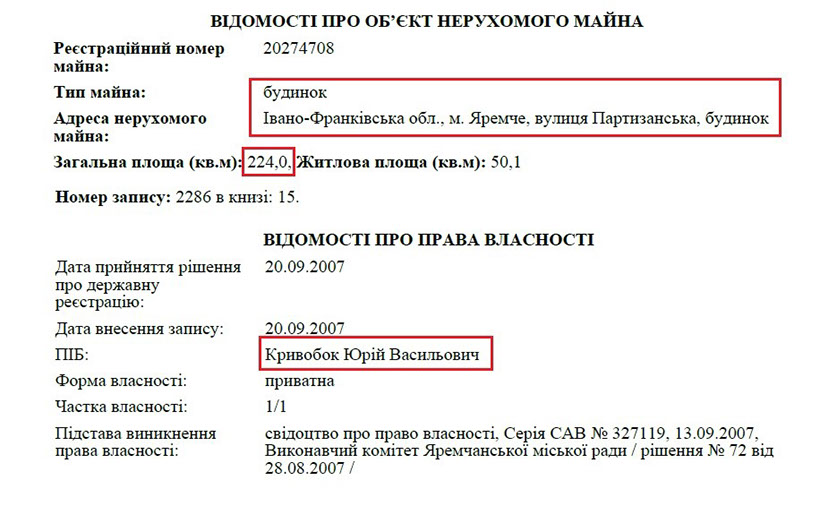 ВІДОМОСТІ ПРО ОБ’ЄКТ НЕРУХОМОГО МАЙНА
Реєстраційний номер майна: 20274708
Тип майна: будинок
Адреса нерухомого майна: Івано-Франківська обл., м. Яремче, вулиця Партизанська, будинок
Загальна площа (кв.м): 224,0, Житлова площа (кв.м): 50,1
Номер запису: 2286 в книзі: 15.
ВІДОМОСТІ ПРО ПРАВА ВЛАСНОСТІ
Дата прийняття рішення про державну реєстрацію: 20.09.2007
Дата внесення запису: 20.09.2007
ПІБ: Кривобок Юрій Васильович
Форма власності: приватна
Частка власності: 1/1
Підстава виникнення права власності: свідоцтво про право власності, Серія САВ № 327119, 13.09.2007,
Виконавчий комітет Яремчанської міської ради / рішення № 72 від
28.08.2007 /